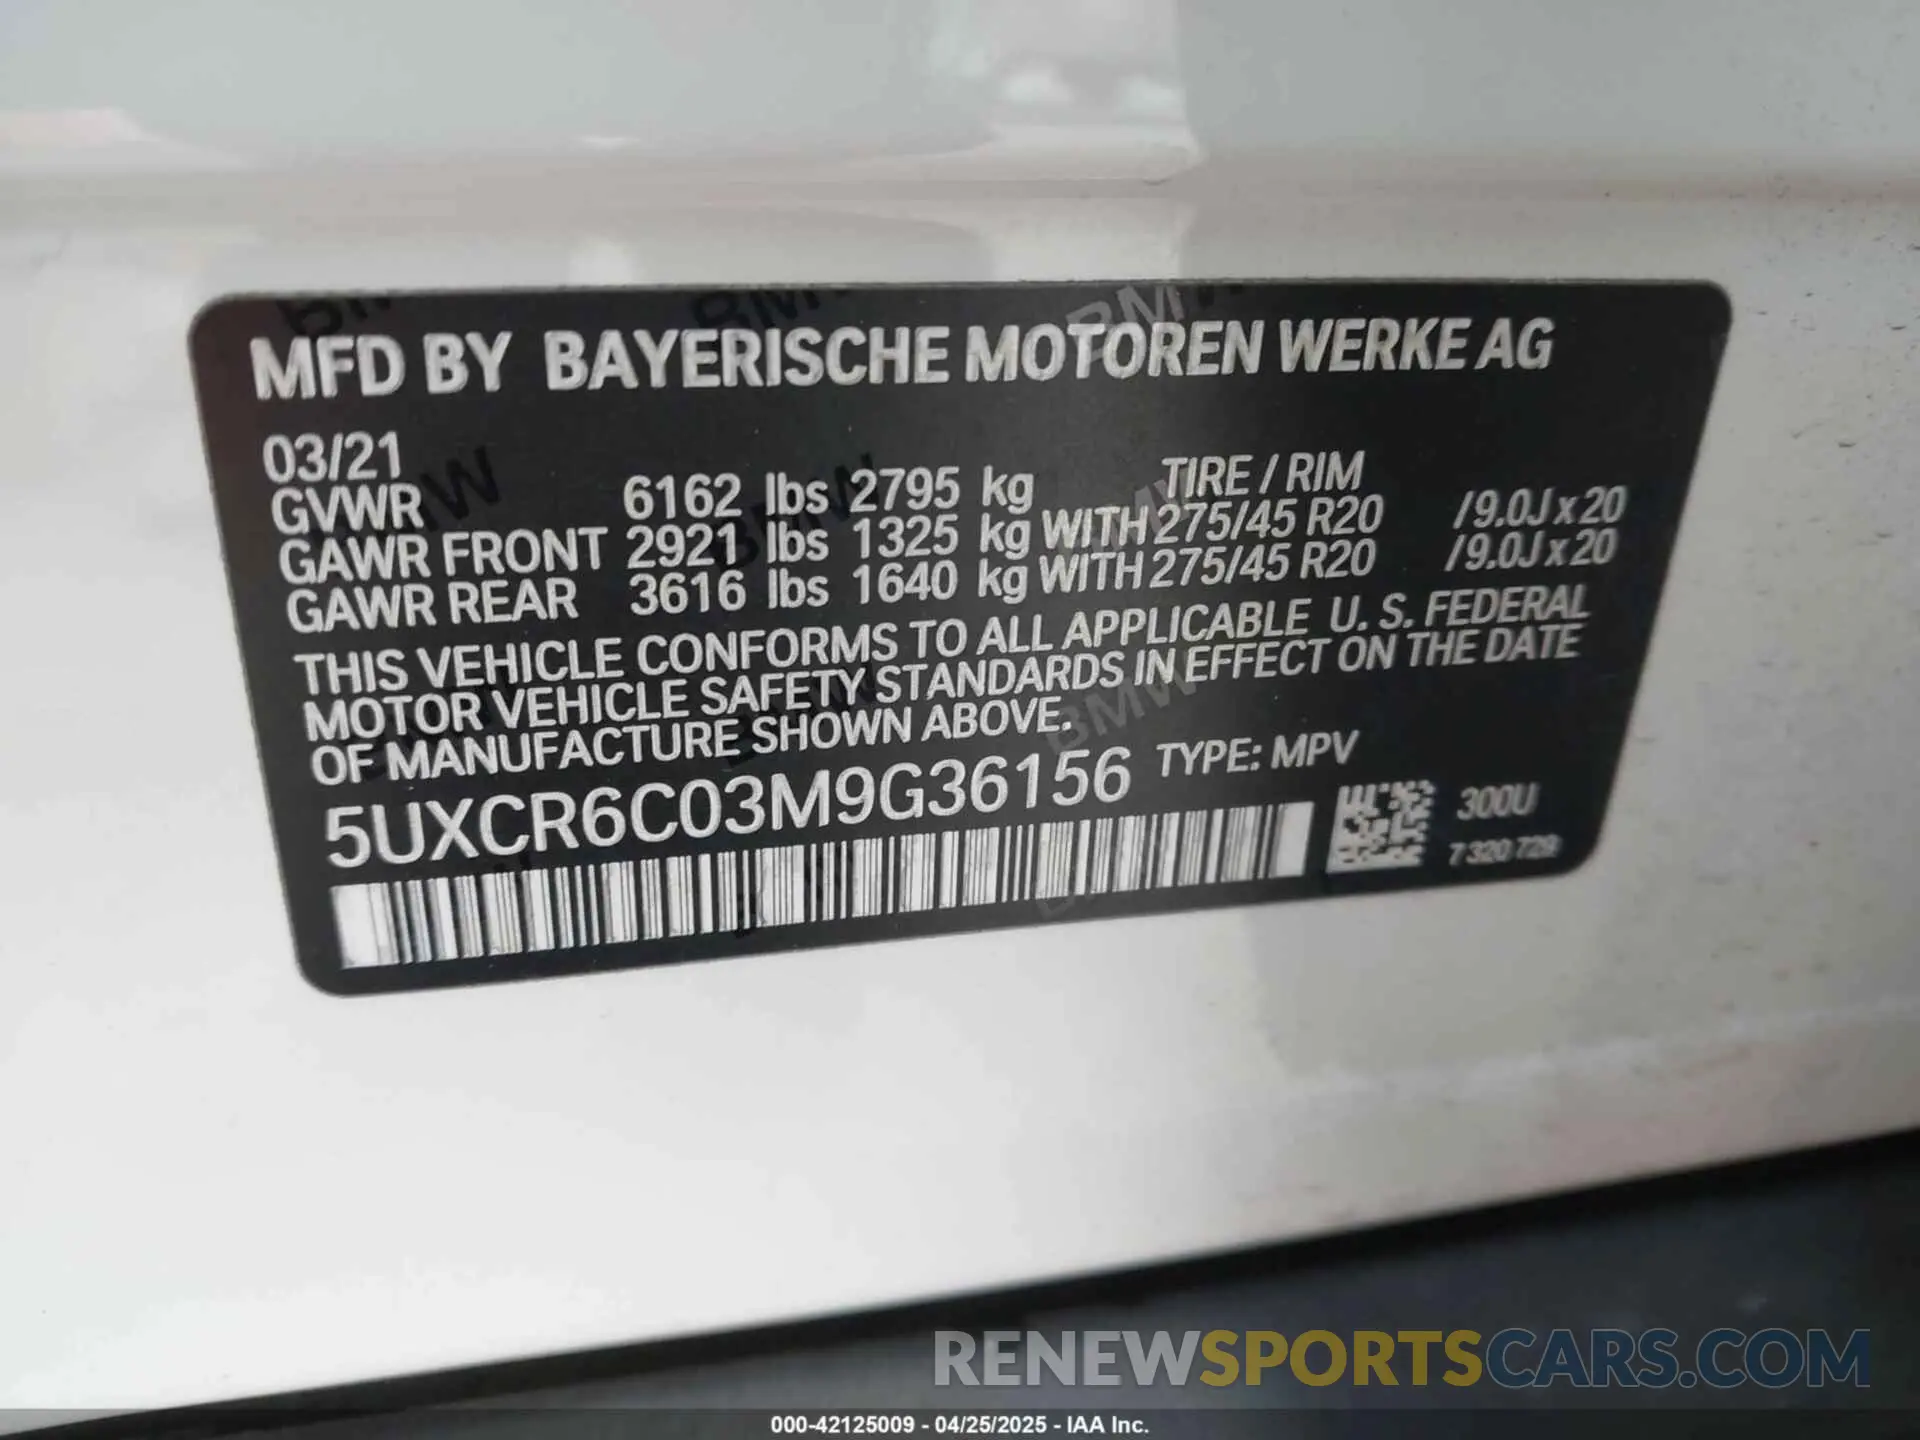 MFD BY BAYERISCHE MOTOREN WERKE AG
03/21
GVWR 6162 lbs 2795 kg TIRE / RIM
GAWR FRONT 2921 lbs 1325 kg WITH 275/45 R20 /9.0J x 20
GAWR REAR 3616 lbs 1640 kg WITH 275/45 R20 /9.0J x 20
THIS VEHICLE CONFORMS TO ALL APPLICABLE U. S. FEDERAL
MOTOR VEHICLE SAFETY STANDARDS IN EFFECT ON THE DATE
OF MANUFACTURE SHOWN ABOVE.
5UXCR6C03M9G36156 TYPE: MPV
300U
7 320 729
RENEWSPORTSCARS.COM
000-42125009 - 04/25/2025 - IAA Inc.